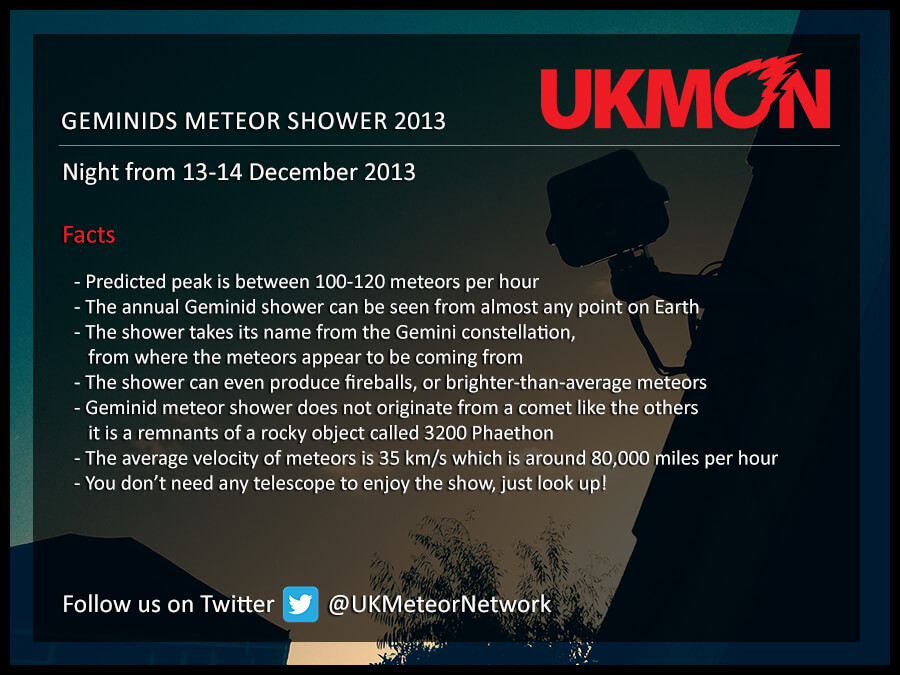 UKMON
GEMINIDS METEOR SHOWER 2013
Night from 13-14 December 2013
Facts
- Predicted peak is between 100-120 meteors per hour
- The annual Geminid shower can be seen from almost any point on Earth
- The shower takes its name from the Gemini constellation,
from where the meteors appear to be coming from
- The shower can even produce fireballs, or brighter-than-average meteors
- Geminid meteor shower does not originate from a comet like the others
it is a remnants of a rocky object called 3200 Phaethon
- The average velocity of meteors is 35 km/s which is around 80,000 miles per hour
- You don’t need any telescope to enjoy the show, just look up!
Follow us on Twitter @UKMeteorNetwork